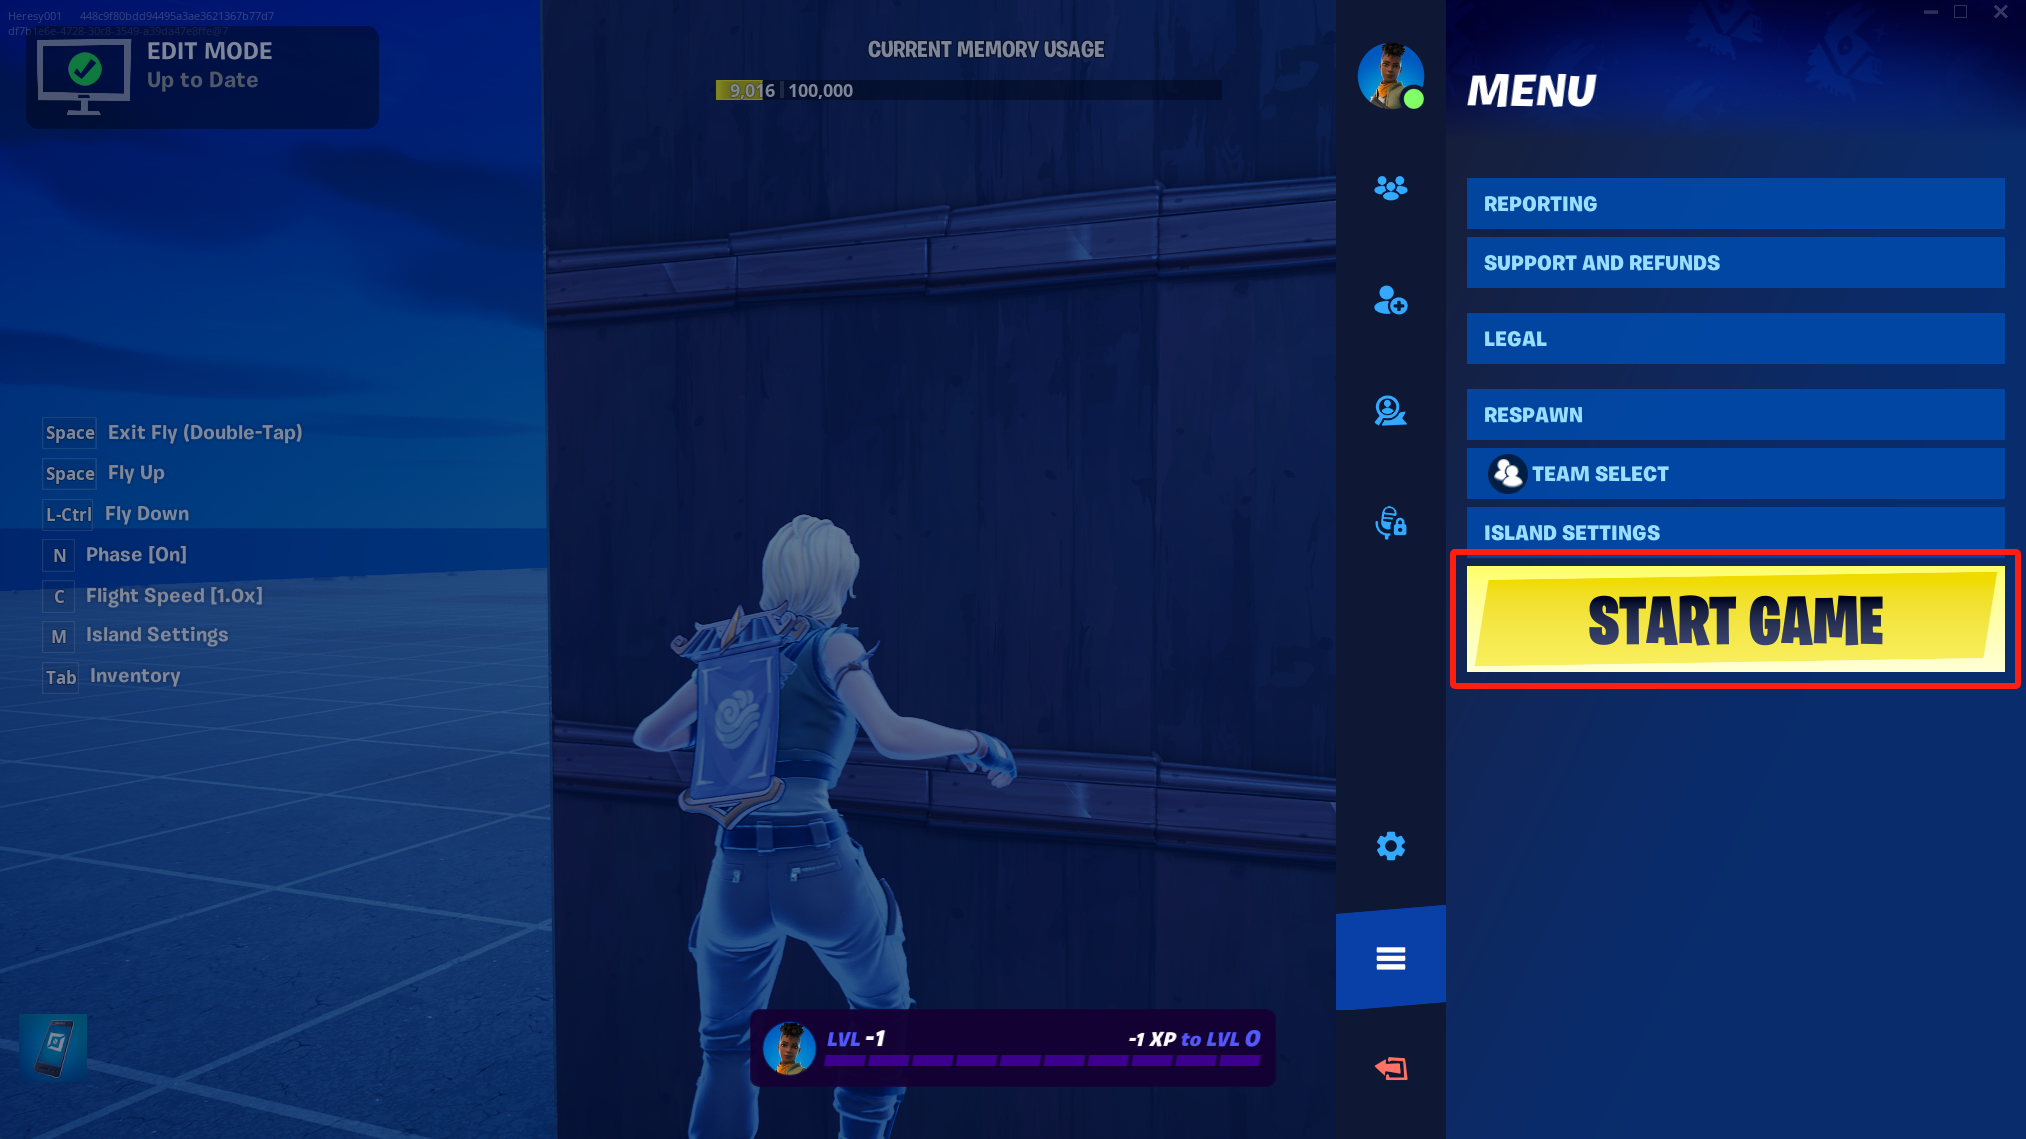 Heresy001 448c9f80bdd94495a3ae3621367b77d7
EDIT MODE
Up to Date
CURRENT MEMORY USAGE
9,016 | 100,000
Space Exit Fly (Double-Tap)
Space Fly Up
L-Ctrl Fly Down
N Phase [On]
C Flight Speed [1.0x]
M Island Settings
Tab Inventory
LVL -1
-1 XP to LVL 0
MENU
REPORTING
SUPPORT AND REFUNDS
LEGAL
RESPAWN
TEAM SELECT
ISLAND SETTINGS
START GAME